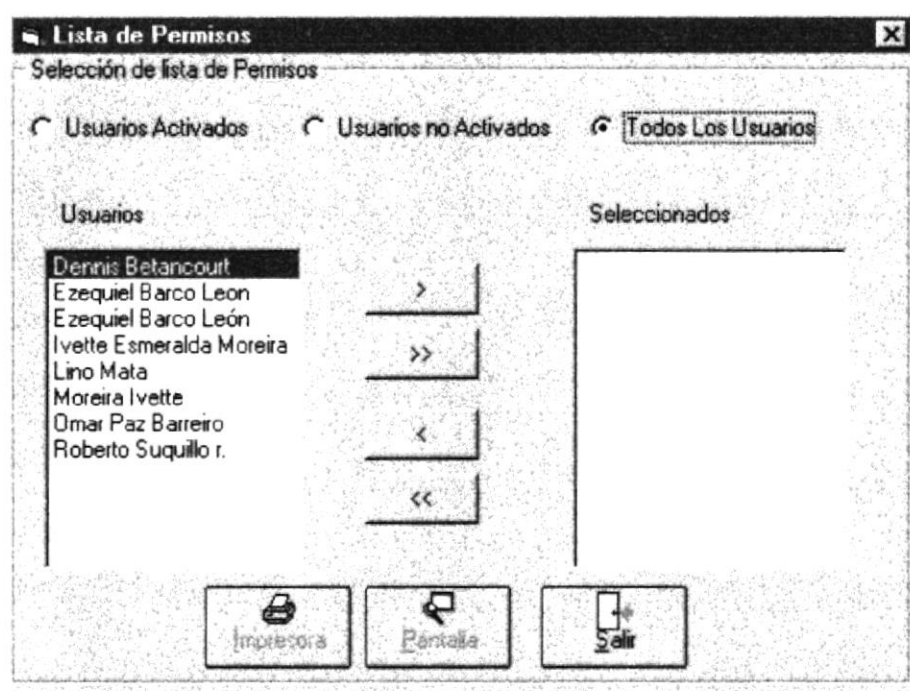 Lista de Permisos
Selección de lista de Permisos
Usuarios Activados Usuarios no Activados Todos Los Usuarios
Usuarios Seleccionados
Dennis Betancourt
Ezequiel Barco Leon
Ezequiel Barco León
Ivette Esmeralda Moreira
Lino Mata
Moreira Ivette
Omar Paz Barreiro
Roberto Suquillo r.
>
>>
<
<<
Impresora Pantalla Salir